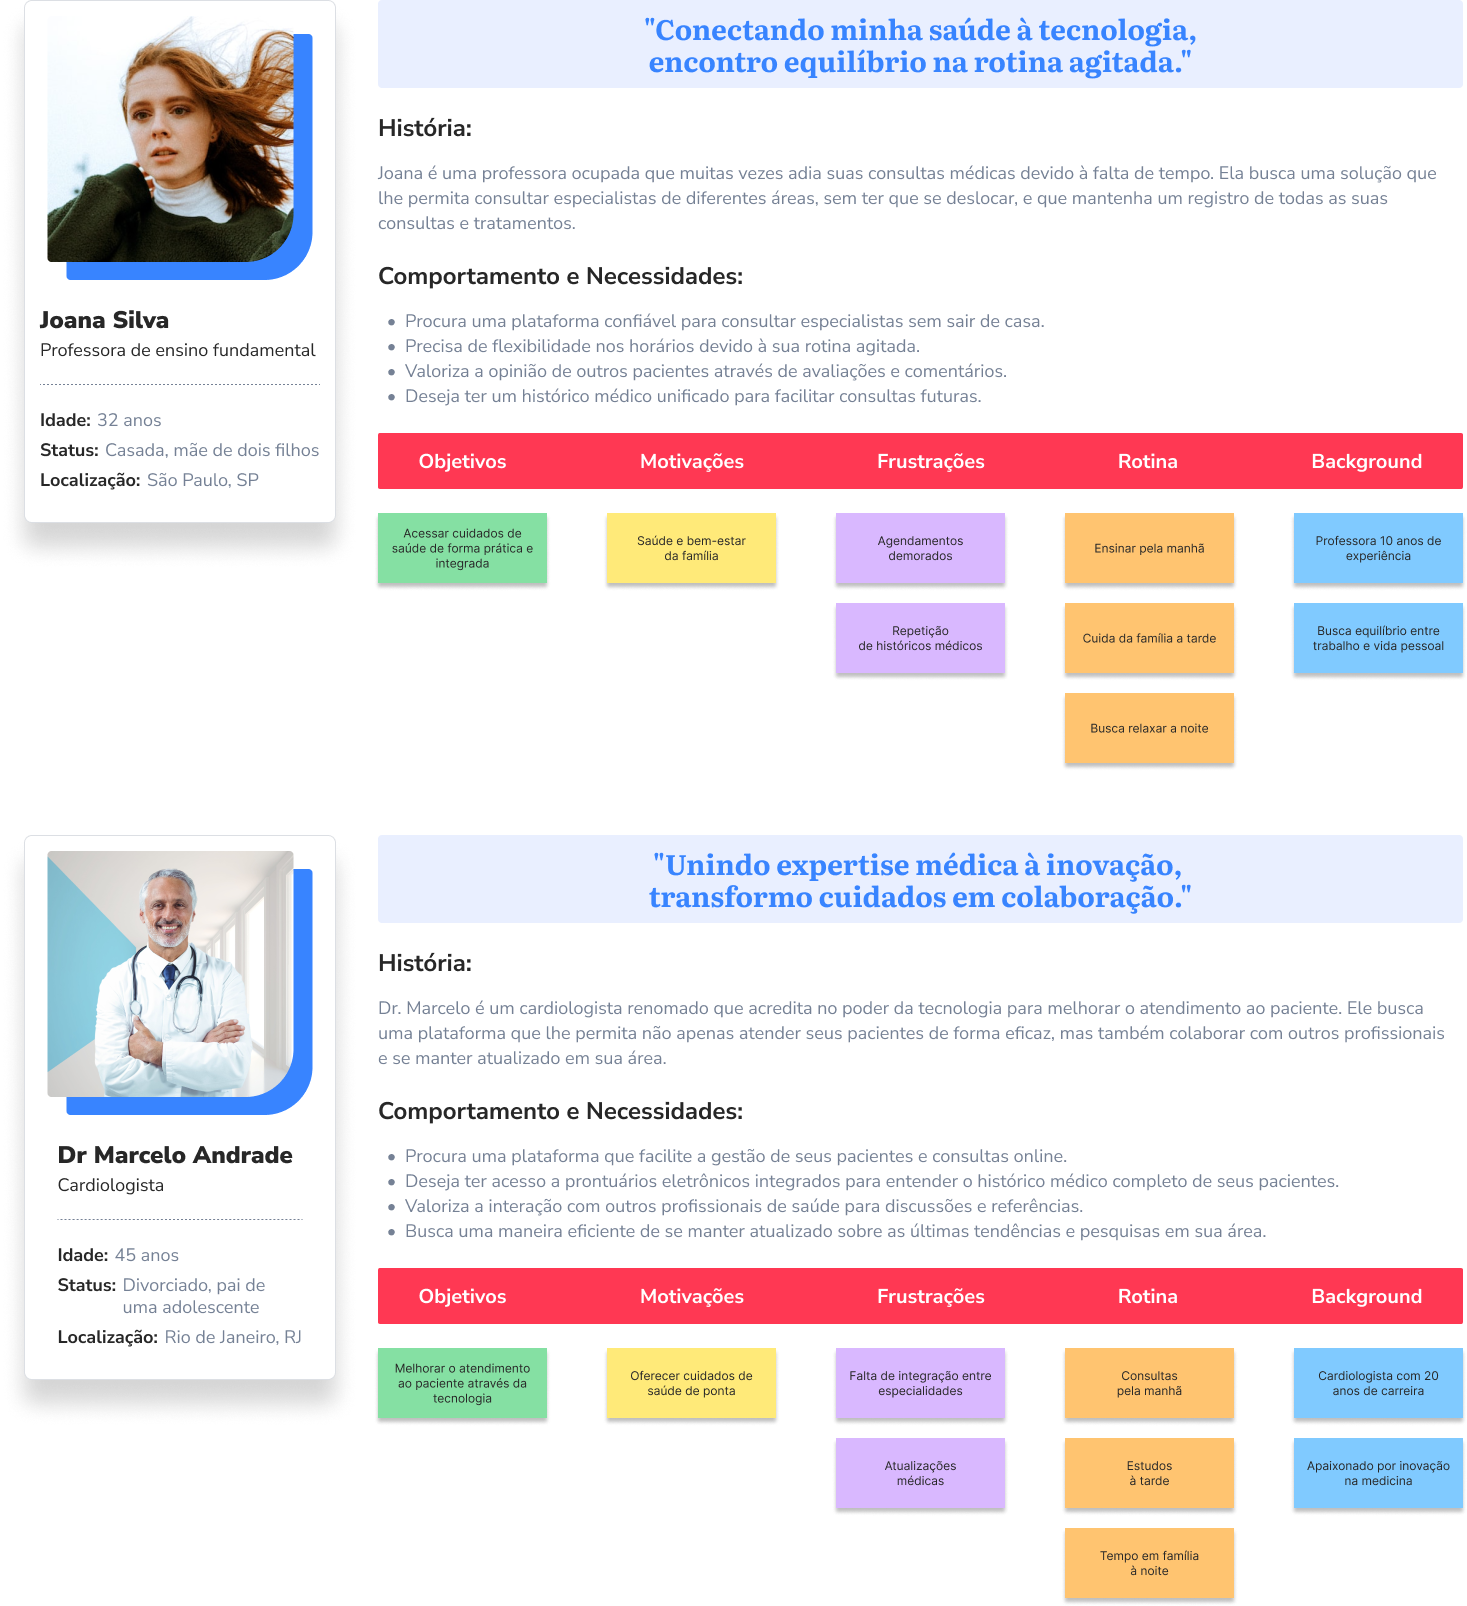 "Conectando minha saúde à tecnologia,
encontro equilíbrio na rotina agitada."
Joana Silva
Professora de ensino fundamental
Idade: 32 anos
Status: Casada, mãe de dois filhos
Localização: São Paulo, SP
História:
Joana é uma professora ocupada que muitas vezes adia suas consultas médicas devido à falta de tempo. Ela busca uma solução que
lhe permita consultar especialistas de diferentes áreas, sem ter que se deslocar, e que mantenha um registro de todas as suas
consultas e tratamentos.
Comportamento e Necessidades:
• Procura uma plataforma confiável para consultar especialistas sem sair de casa.
• Precisa de flexibilidade nos horários devido à sua rotina agitada.
• Valoriza a opinião de outros pacientes através de avaliações e comentários.
• Deseja ter um histórico médico unificado para facilitar consultas futuras.
Objetivos Motivações Frustrações Rotina Background
Acessar cuidados de
saúde de forma prática e
integrada
Saúde e bem-estar
da família
Agendamentos
demorados
Ensinar pela manhã
Professora 10 anos de
experiência
Repetição
de históricos médicos
Cuida da família a tarde
Busca equilíbrio entre
trabalho e vida pessoal
Busca relaxar a noite
"Unindo expertise médica à inovação,
transformo cuidados em colaboração."
Dr Marcelo Andrade
Cardiologista
Idade: 45 anos
Status: Divorciado, pai de
uma adolescente
Localização: Rio de Janeiro, RJ
História:
Dr. Marcelo é um cardiologista renomado que acredita no poder da tecnologia para melhorar o atendimento ao paciente. Ele busca
uma plataforma que lhe permita não apenas atender seus pacientes de forma eficaz, mas também colaborar com outros profissionais
e se manter atualizado em sua área.
Comportamento e Necessidades:
• Procura uma plataforma que facilite a gestão de seus pacientes e consultas online.
• Deseja ter acesso a prontuários eletrônicos integrados para entender o histórico médico completo de seus pacientes.
• Valoriza a interação com outros profissionais de saúde para discussões e referências.
• Busca uma maneira eficiente de se manter atualizado sobre as últimas tendências e pesquisas em sua área.
Objetivos Motivações Frustrações Rotina Background
Melhorar o atendimento
ao paciente através da
tecnologia
Oferecer cuidados de
saúde de ponta
Falta de integração entre
especialidades
Consultas
pela manhã
Cardiologista com 20
anos de carreira
Atualizações
médicas
Estudos
à tarde
Apaixonado por inovação
na medicina
Tempo em família
à noite